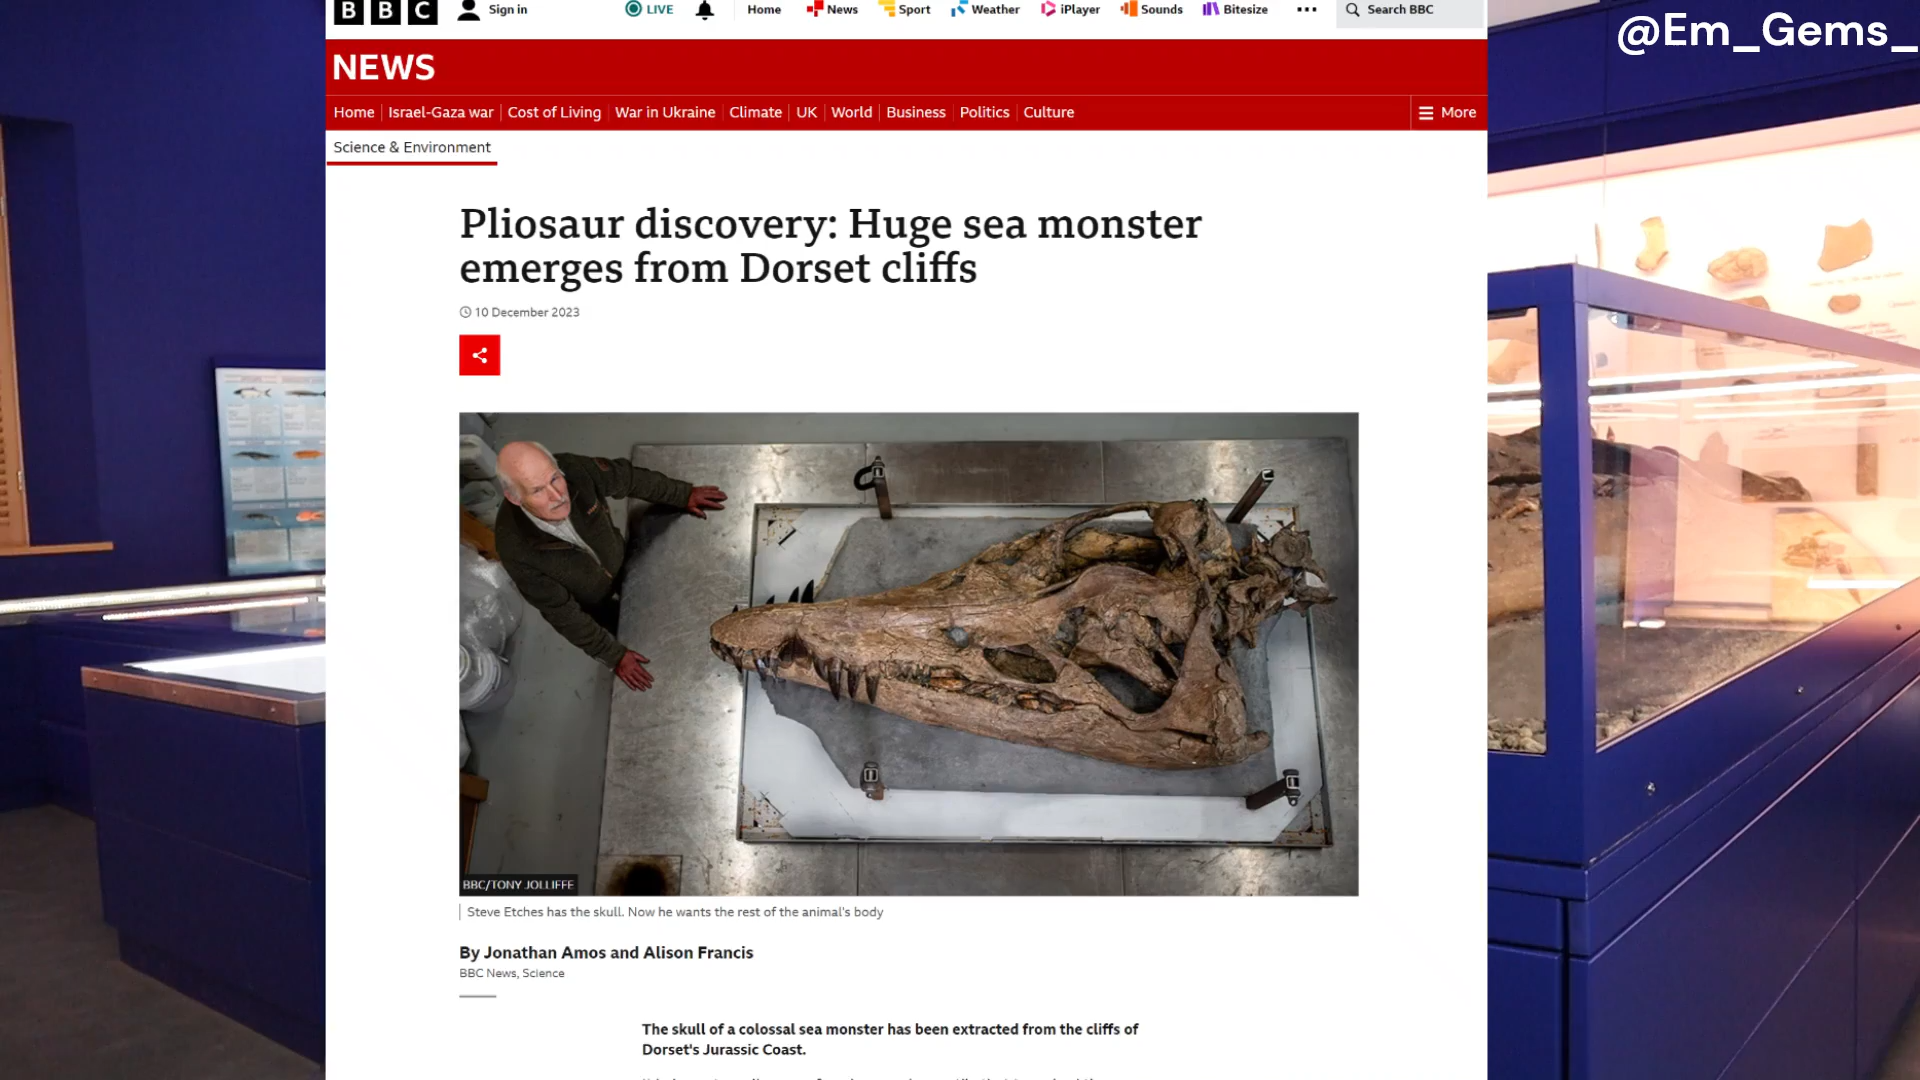 @Em_Gems_
BBC Sign in LIVE Home News Sport Weather iPlayer Sounds Bitesize Search BBC
NEWS
Home Israel-Gaza war Cost of Living War in Ukraine Climate UK World Business Politics Culture More
Science & Environment
Pliosaur discovery: Huge sea monster
emerges from Dorset cliffs
10 December 2023
BBC/TONY JOLLIFFE
Steve Etches has the skull. Now he wants the rest of the animal's body
By Jonathan Amos and Alison Francis
BBC News, Science
The skull of a colossal sea monster has been extracted from the cliffs of
Dorset's Jurassic Coast.